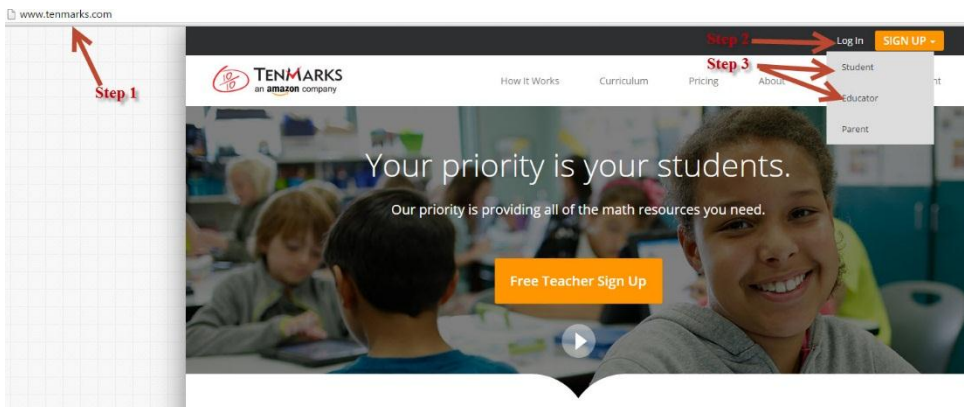 www.tenmarks.com
Step 2
Log In
SIGN UP
Step 1
TENMARKS
an amazon company
How It Works
Curriculum
Pricing
About
Step 3
Student
Educator
Parent
Your priority is your students.
Our priority is providing all of the math resources you need.
Free Teacher Sign Up